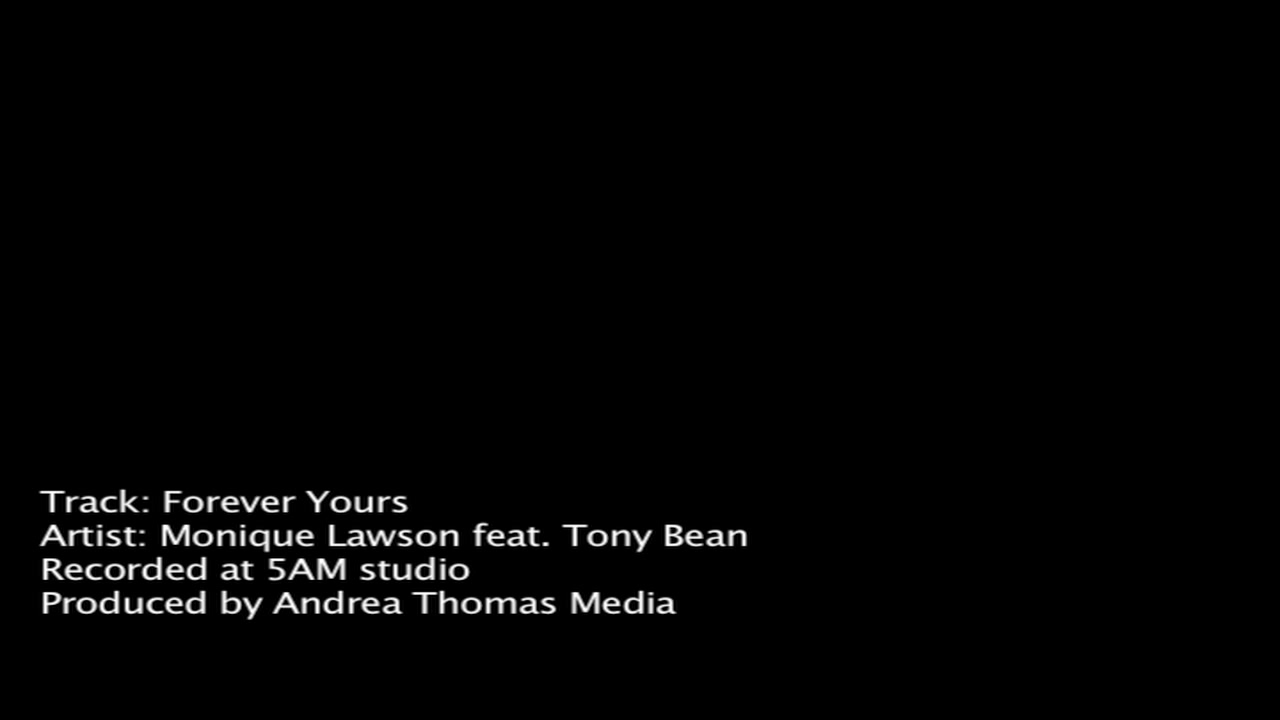 Track: Forever Yours
Artist: Monique Lawson feat. Tony Bean
Recorded at 5AM studio
Produced by Andrea Thomas Media